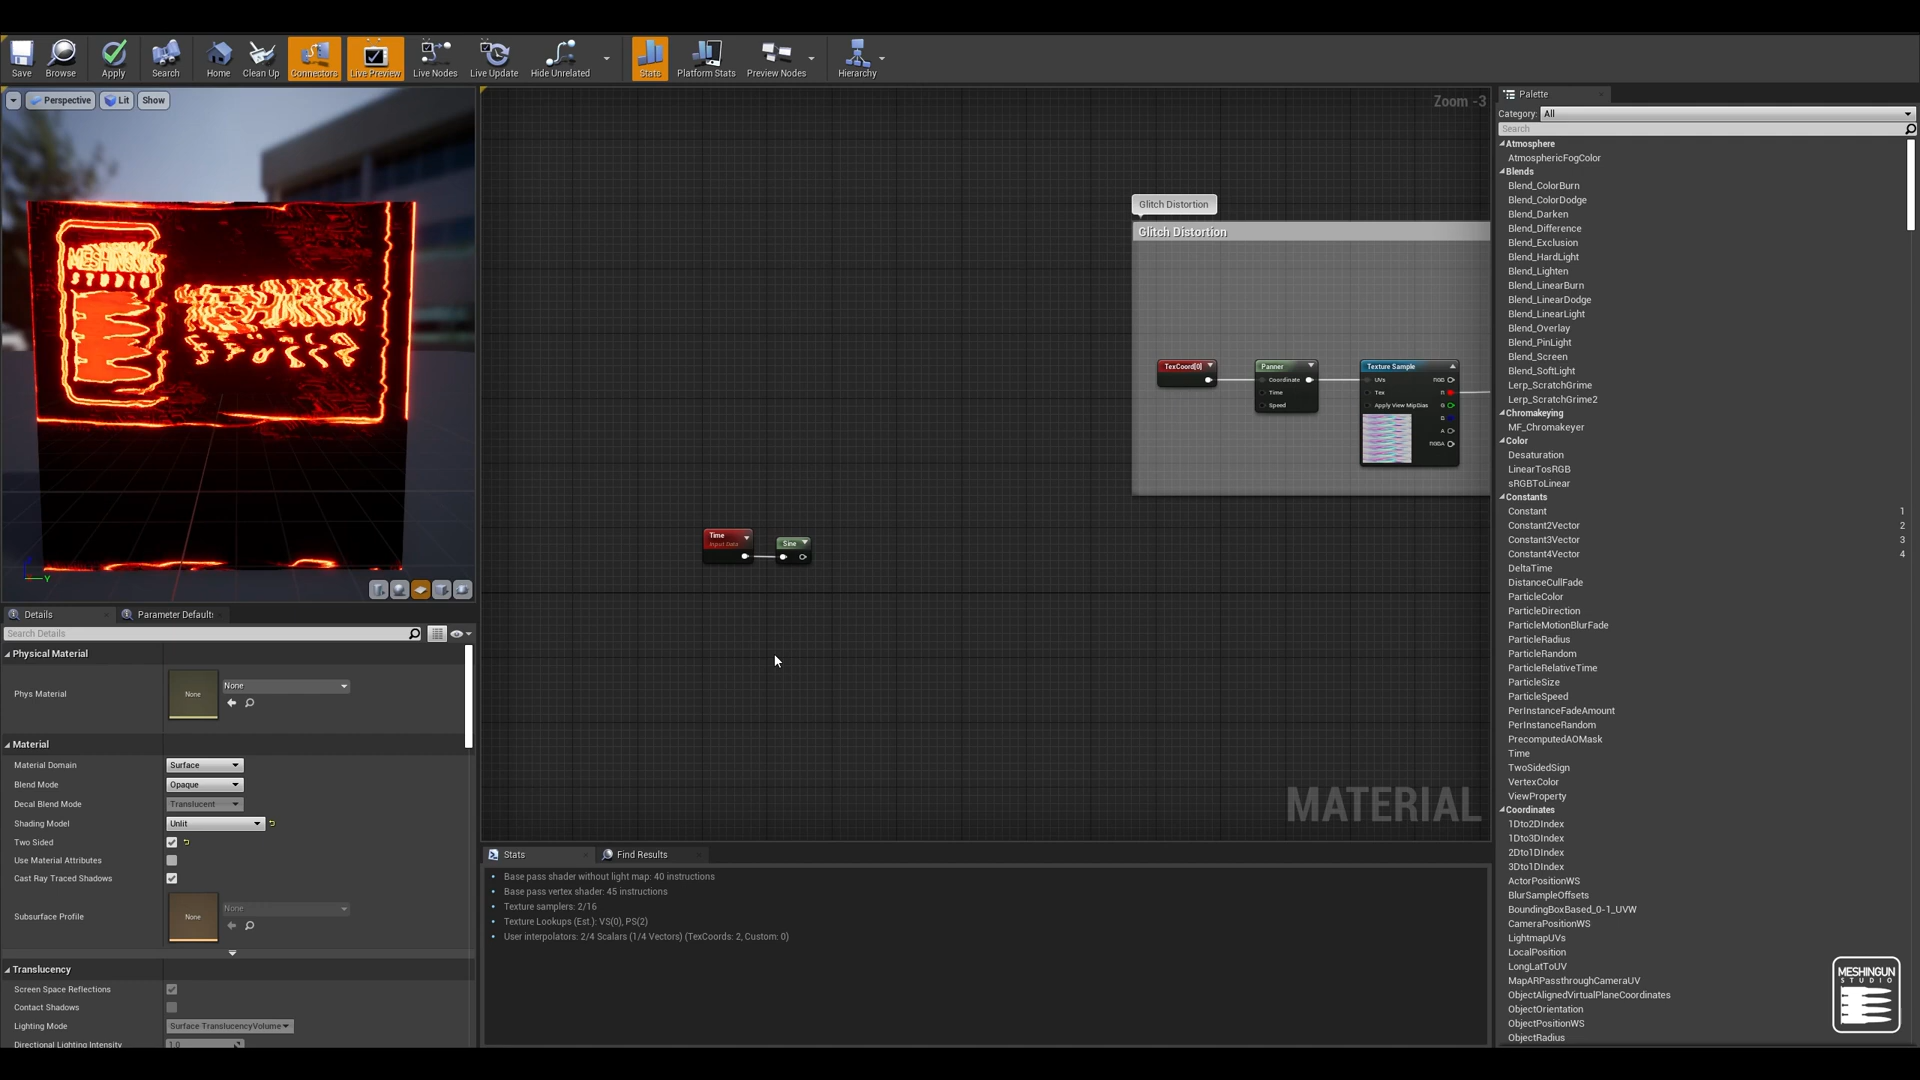 Save
Browse
Apply
Search
Home
Clean Up
Connectors
Live Preview
Live Nodes
Live Update
Hide Unrelated
Stats
Platform Stats
Preview Nodes
Hierarchy
Perspective
Lit
Show
STUDIO
Y
Zoom -3
Glitch Distortion
Glitch Distortion
TexCoord[0]
Panner
Coordinate
Time
Speed
Texture Sample
UVs
Tex
Apply View MipBias
RGB
R
G
B
A
RGBA
Time
Input Data
Sine
MATERIAL
Details
Parameter Defaults
Search Details
Physical Material
Phys Material
None
None
Material
Material Domain
Surface
Blend Mode
Opaque
Decal Blend Mode
Translucent
Shading Model
Unlit
Two Sided
Use Material Attributes
Cast Ray Traced Shadows
Subsurface Profile
None
None
Translucency
Screen Space Reflections
Contact Shadows
Lighting Mode
Surface TranslucencyVolume
Directional Lighting Intensity
1.0
Stats
Find Results
Base pass shader without light map: 40 instructions
Base pass vertex shader: 45 instructions
Texture samplers: 2/16
Texture Lookups (Est.): VS(0), PS(2)
User interpolators: 2/4 Scalars (1/4 Vectors) (TexCoords: 2, Custom: 0)
Palette
Category: All
Search
Atmosphere
AtmosphericFogColor
Blends
Blend_ColorBurn
Blend_ColorDodge
Blend_Darken
Blend_Difference
Blend_Exclusion
Blend_HardLight
Blend_Lighten
Blend_LinearBurn
Blend_LinearDodge
Blend_LinearLight
Blend_Overlay
Blend_PinLight
Blend_Screen
Blend_SoftLight
Lerp_ScratchGrime
Lerp_ScratchGrime2
Chromakeying
MF_Chromakeyer
Color
Desaturation
LinearTosRGB
sRGBToLinear
Constants
Constant 1
Constant2Vector 2
Constant3Vector 3
Constant4Vector 4
DeltaTime
DistanceCullFade
ParticleColor
ParticleDirection
ParticleMotionBlurFade
ParticleRadius
ParticleRandom
ParticleRelativeTime
ParticleSize
ParticleSpeed
PerInstanceFadeAmount
PerInstanceRandom
PrecomputedAOMask
Time
TwoSidedSign
VertexColor
ViewProperty
Coordinates
1Dto2DIndex
1Dto3DIndex
2Dto1DIndex
3Dto1DIndex
ActorPositionWS
BlurSampleOffsets
BoundingBoxBased_0-1_UVW
CameraPositionWS
LightmapUVs
LocalPosition
LongLatToUV
MapARPassthroughCameraUV
ObjectAlignedVirtualPlaneCoordinates
ObjectOrientation
ObjectPositionWS
ObjectRadius
MESHINGUN
STUDIO